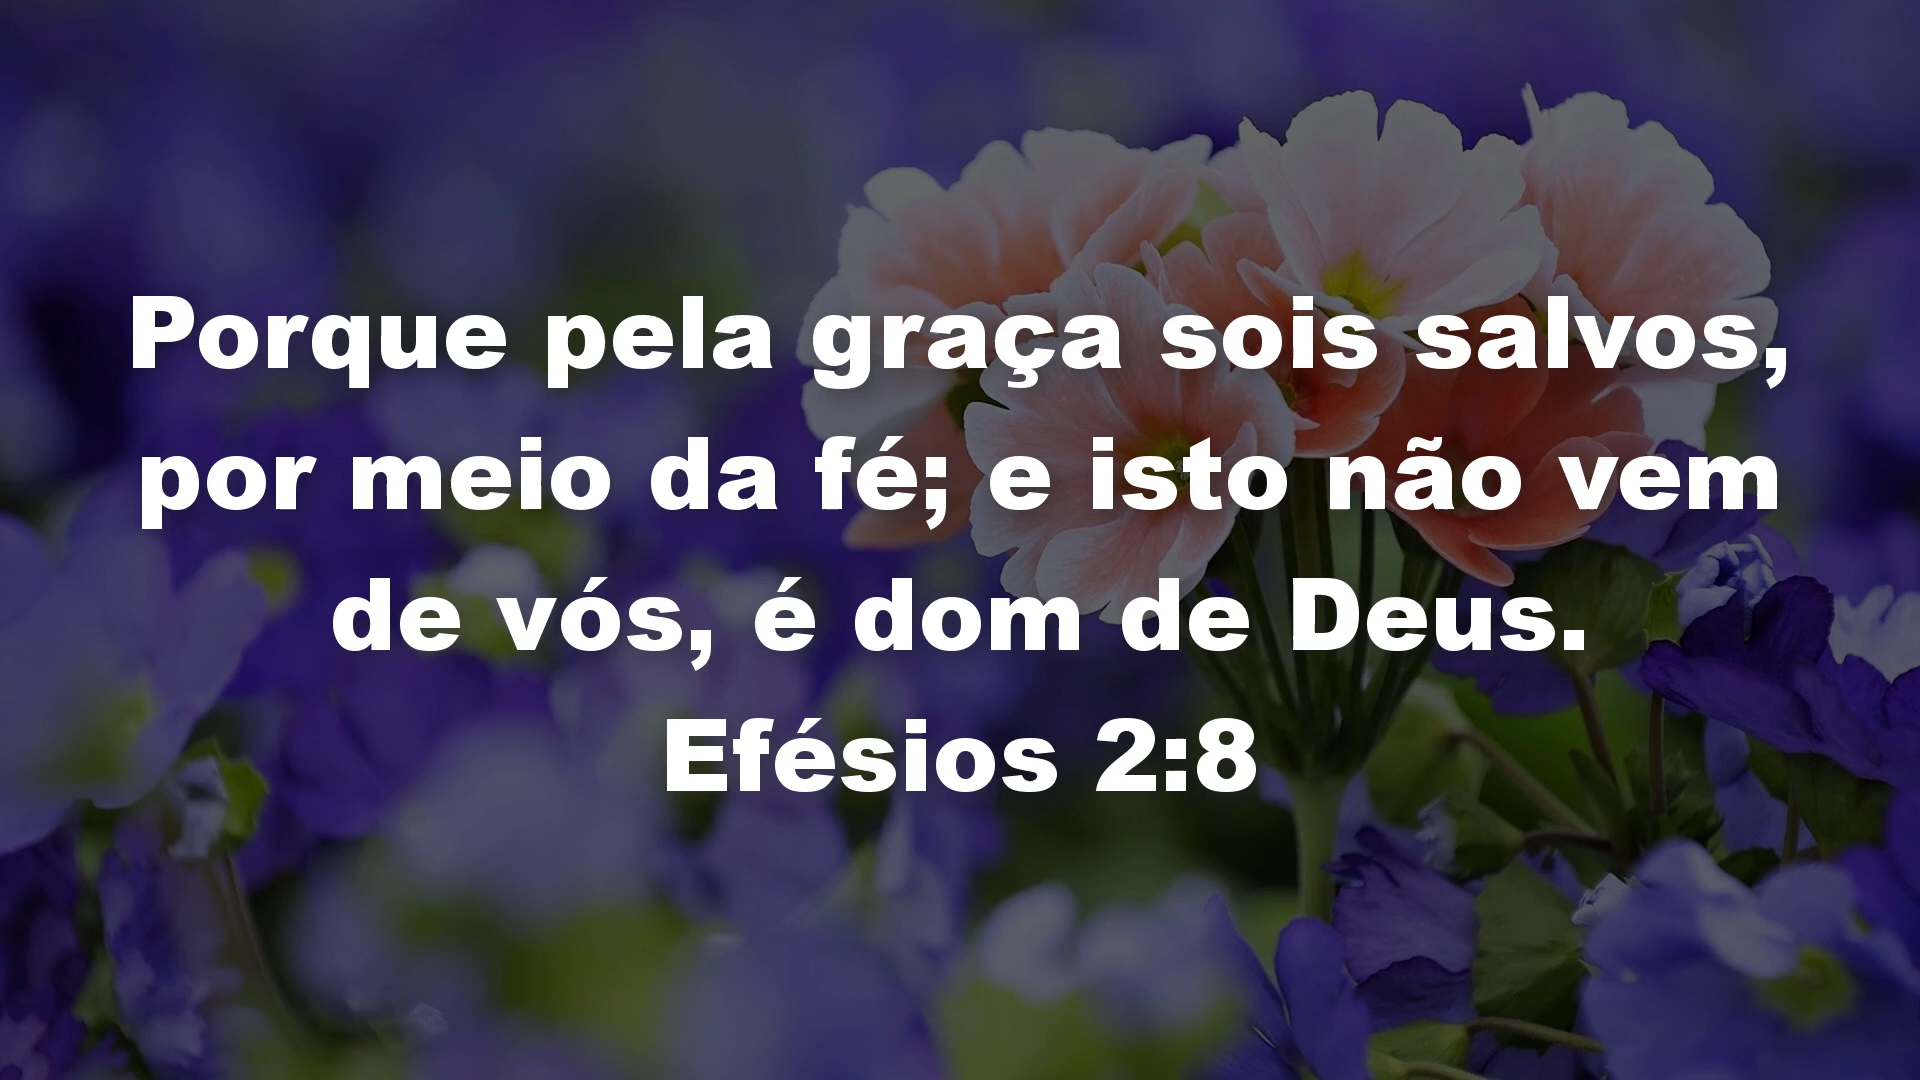 Porque pela graça sois salvos,
por meio da fé; e isto não vem
de vós, é dom de Deus.
Efésios 2:8